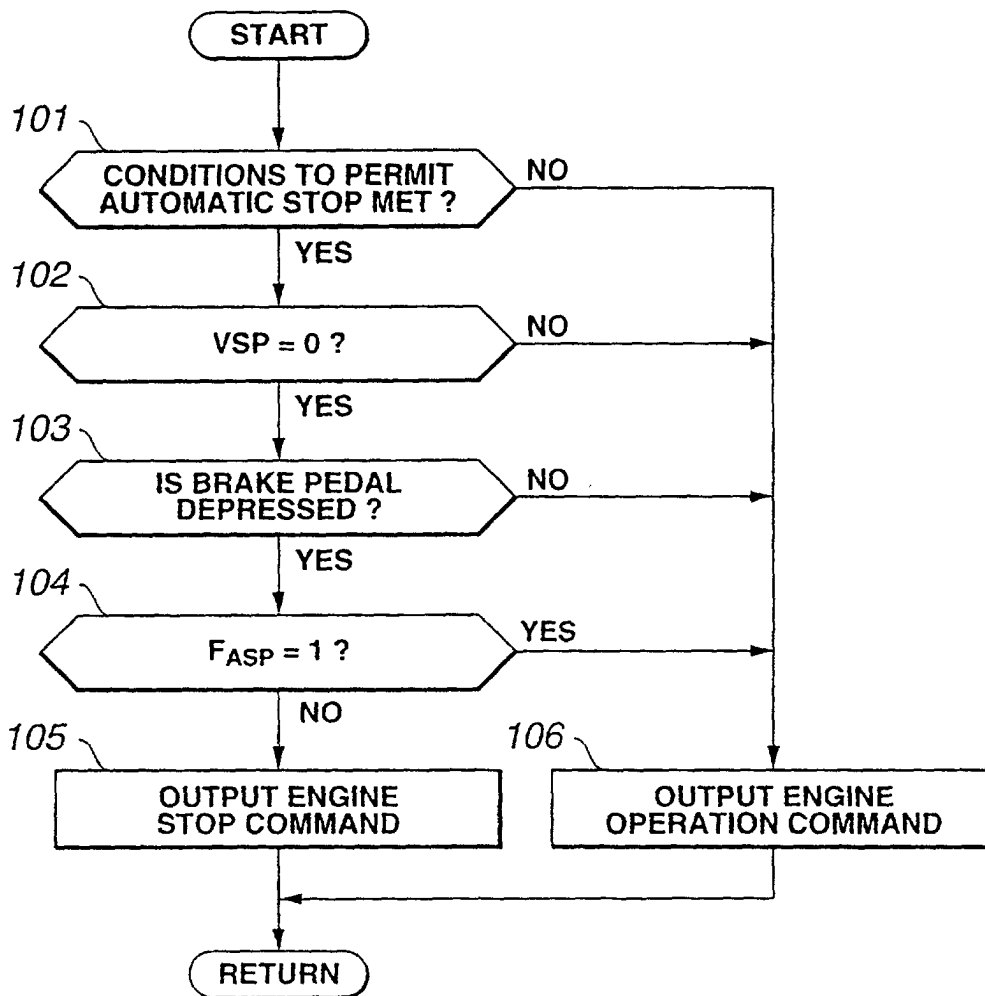 START
101
CONDITIONS TO PERMIT
AUTOMATIC STOP MET ?
NO
YES
102
VSP = 0 ?
NO
YES
103
IS BRAKE PEDAL
DEPRESSED ?
NO
YES
104
FASP = 1 ?
YES
NO
105
OUTPUT ENGINE
STOP COMMAND
106
OUTPUT ENGINE
OPERATION COMMAND
RETURN